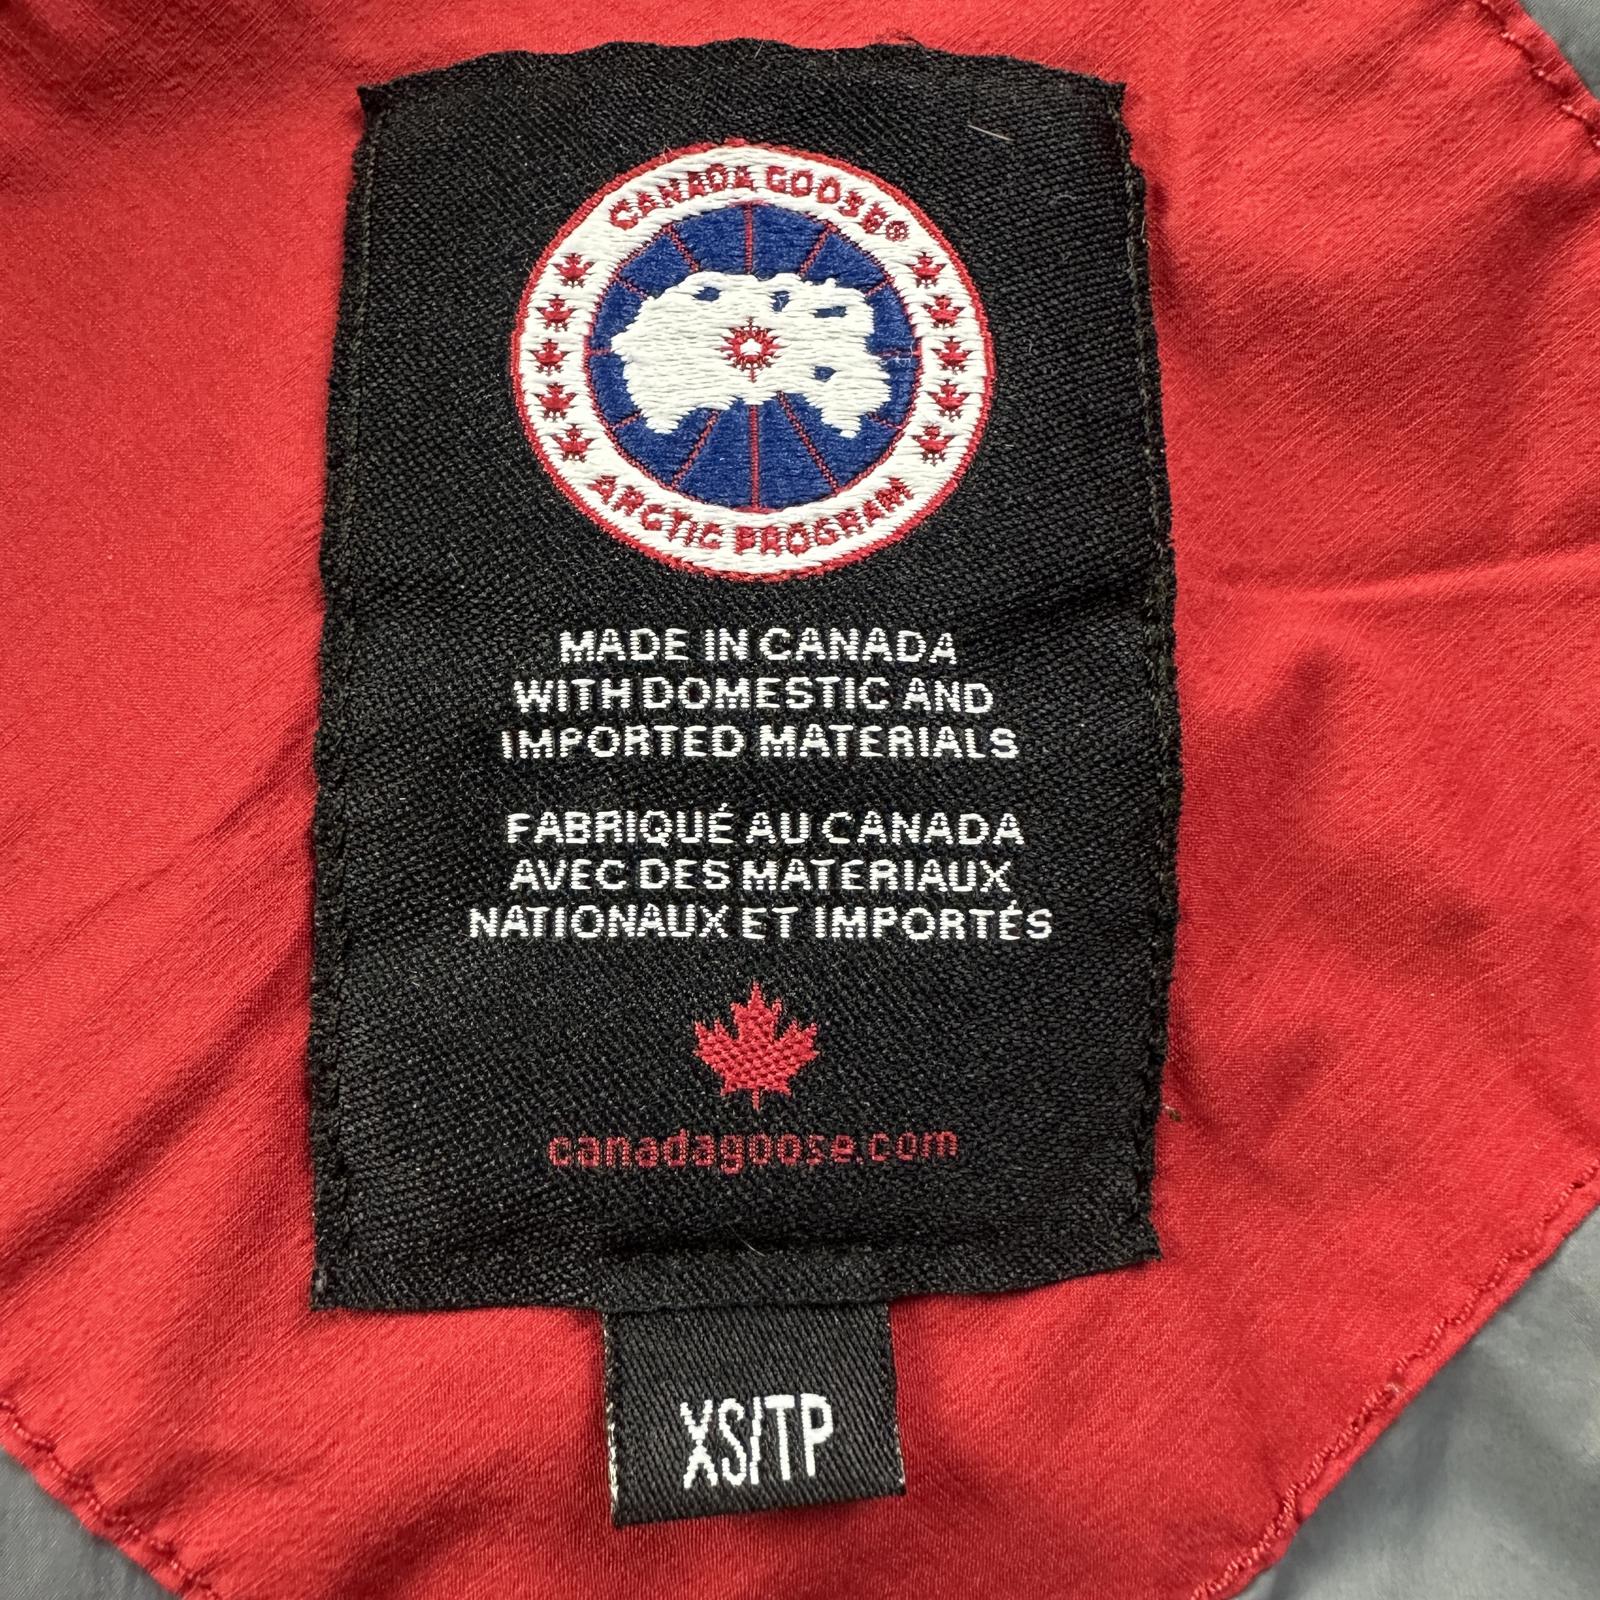 CANADA GOOSE®
ARCTIC PROGRAM
MADE IN CANADA
WITH DOMESTIC AND
IMPORTED MATERIALS
FABRIQUÉ AU CANADA
AVEC DES MATERIAUX
NATIONAUX ET IMPORTÉS
canadagoose.com
XS/TP